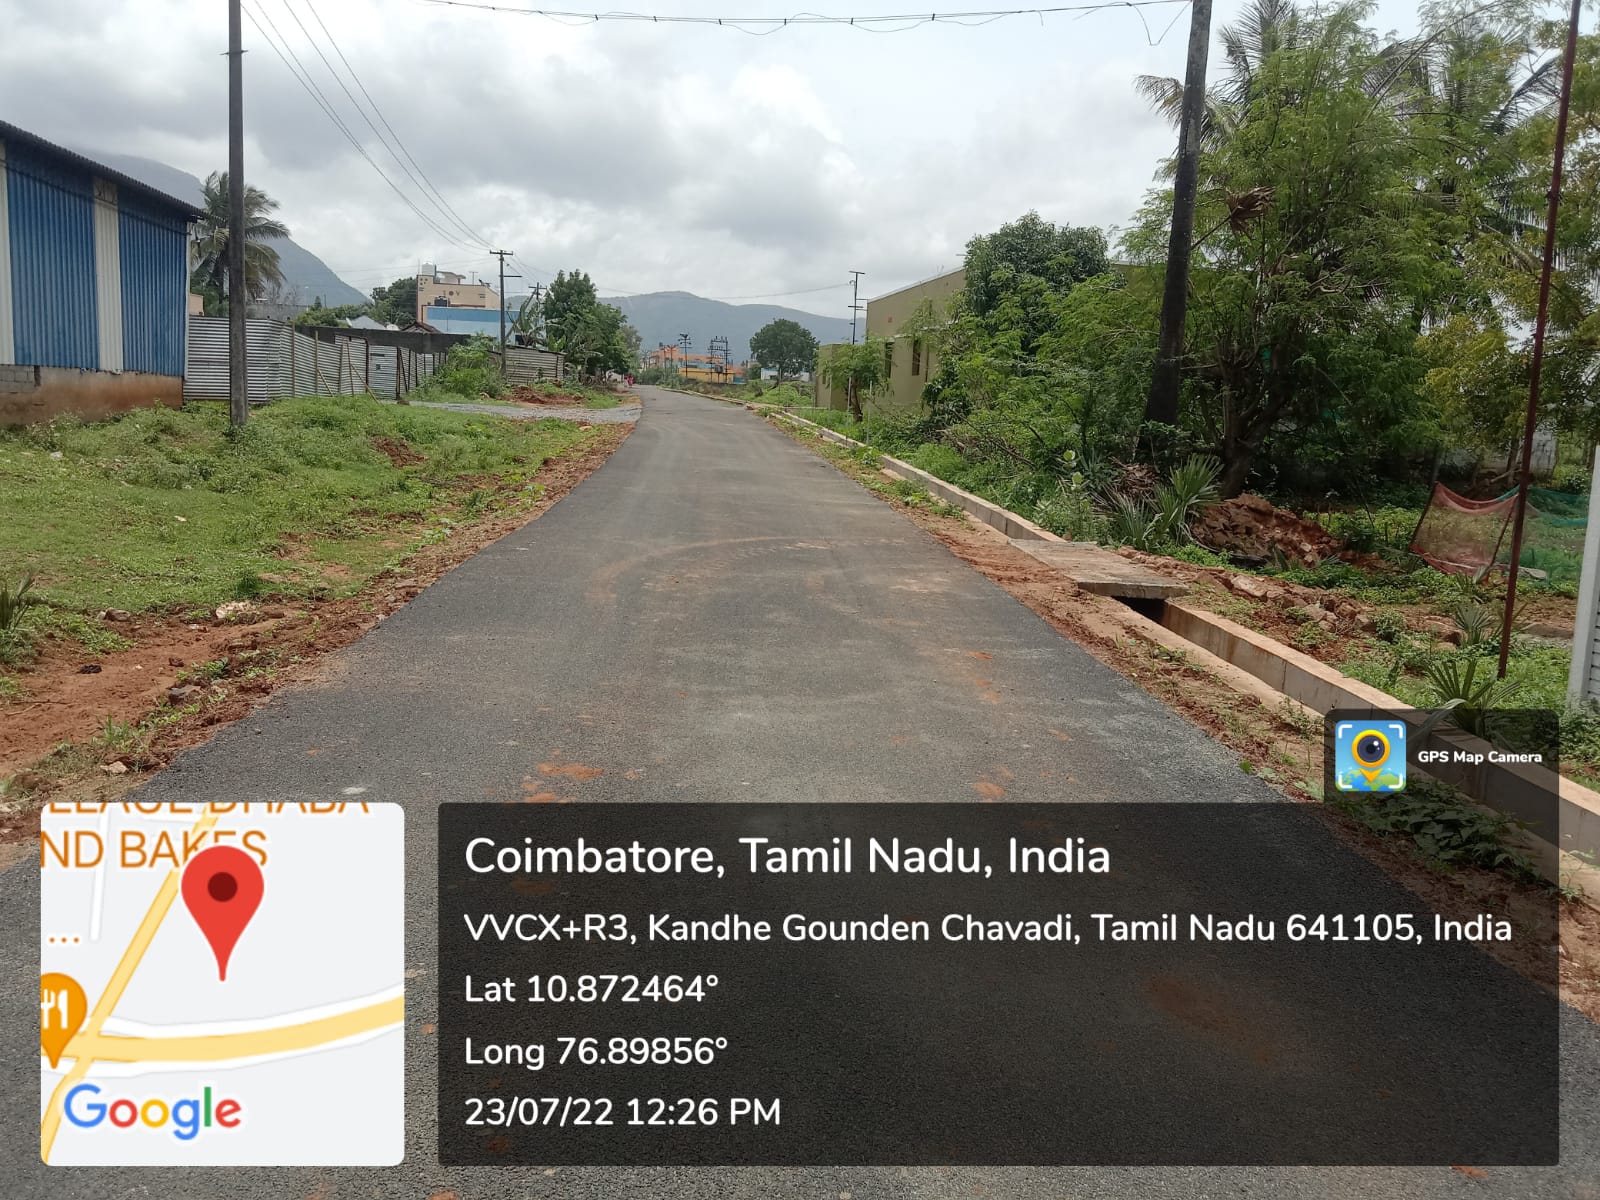 GPS Map Camera
ND BAKES
...
Google
Coimbatore, Tamil Nadu, India
VVCX+R3, Kandhe Gounden Chavadi, Tamil Nadu 641105, India
Lat 10.872464°
Long 76.89856°
23/07/22 12:26 PM